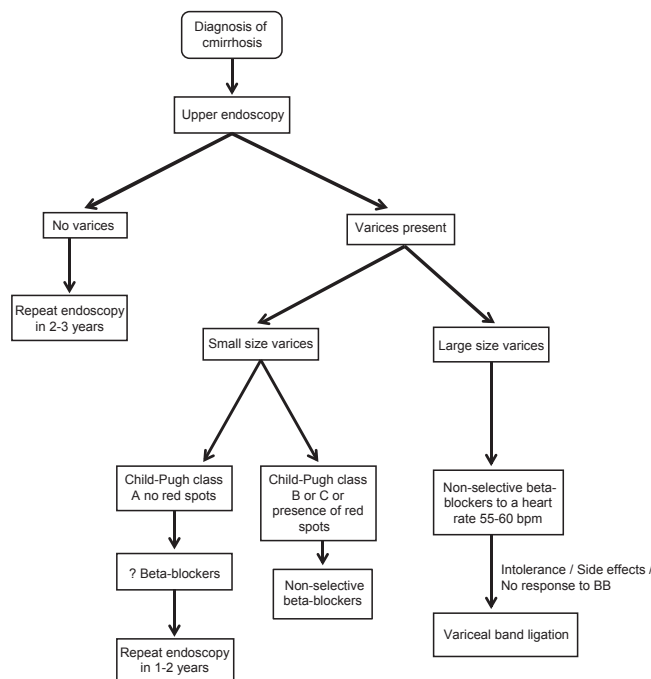 Diagnosis of
cmirrhosis
Upper endoscopy
No varices
Varices present
Repeat endoscopy
in 2-3 years
Small size varices
Large size varices
Child-Pugh class
A no red spots
Child-Pugh class
B or C or
presence of red
spots
Non-selective beta-
blockers to a heart
rate 55-60 bpm
? Beta-blockers
Non-selective
beta-blockers
Intolerance / Side effects /
No response to BB
Repeat endoscopy
in 1-2 years
Variceal band ligation